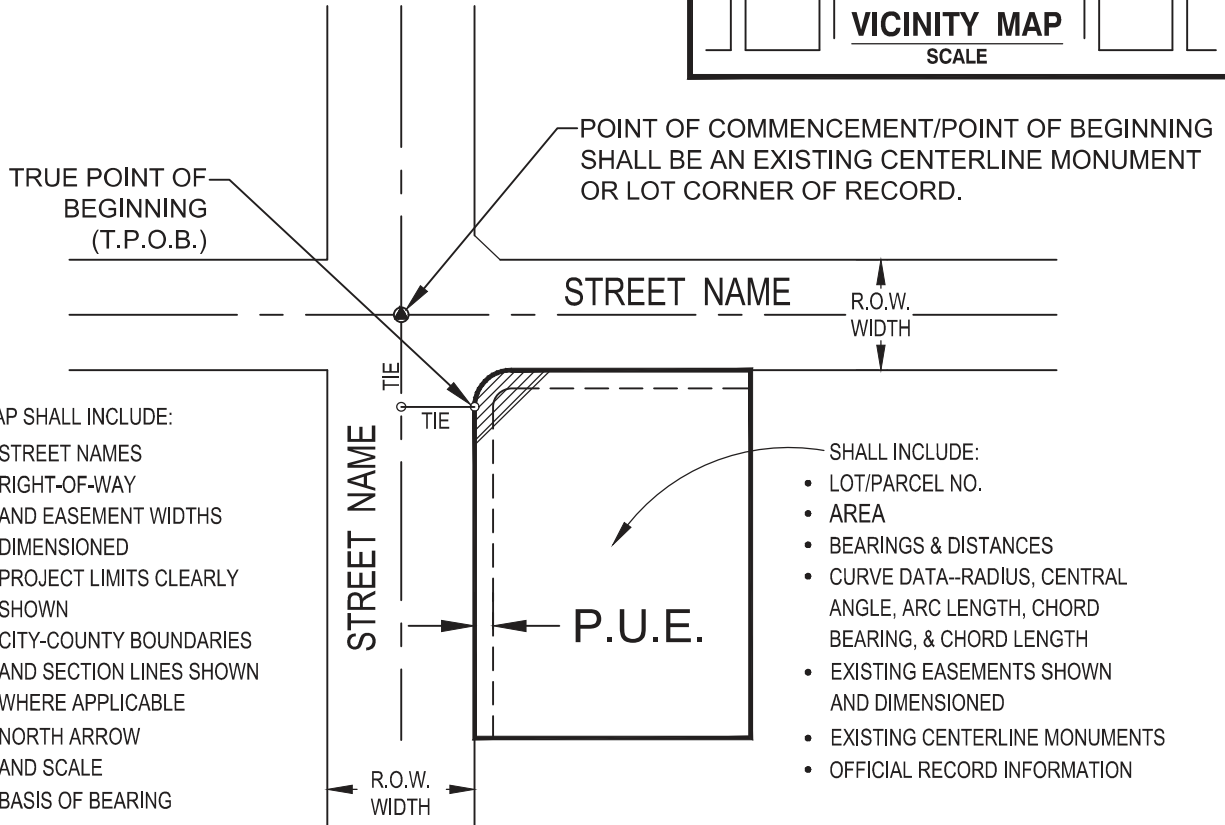 VICINITY MAP
SCALE
POINT OF COMMENCEMENT/POINT OF BEGINNING
SHALL BE AN EXISTING CENTERLINE MONUMENT
OR LOT CORNER OF RECORD.
TRUE POINT OF
BEGINNING
(T.P.O.B.)
STREET NAME
R.O.W.
WIDTH
TIE
TIE
STREET NAME
AP SHALL INCLUDE:
STREET NAMES
RIGHT-OF-WAY
AND EASEMENT WIDTHS
DIMENSIONED
PROJECT LIMITS CLEARLY
SHOWN
CITY-COUNTY BOUNDARIES
AND SECTION LINES SHOWN
WHERE APPLICABLE
NORTH ARROW
AND SCALE
BASIS OF BEARING
P.U.E.
SHALL INCLUDE:
• LOT/PARCEL NO.
• AREA
• BEARINGS & DISTANCES
• CURVE DATA--RADIUS, CENTRAL
ANGLE, ARC LENGTH, CHORD
BEARING, & CHORD LENGTH
• EXISTING EASEMENTS SHOWN
AND DIMENSIONED
• EXISTING CENTERLINE MONUMENTS
• OFFICIAL RECORD INFORMATION
R.O.W.
WIDTH